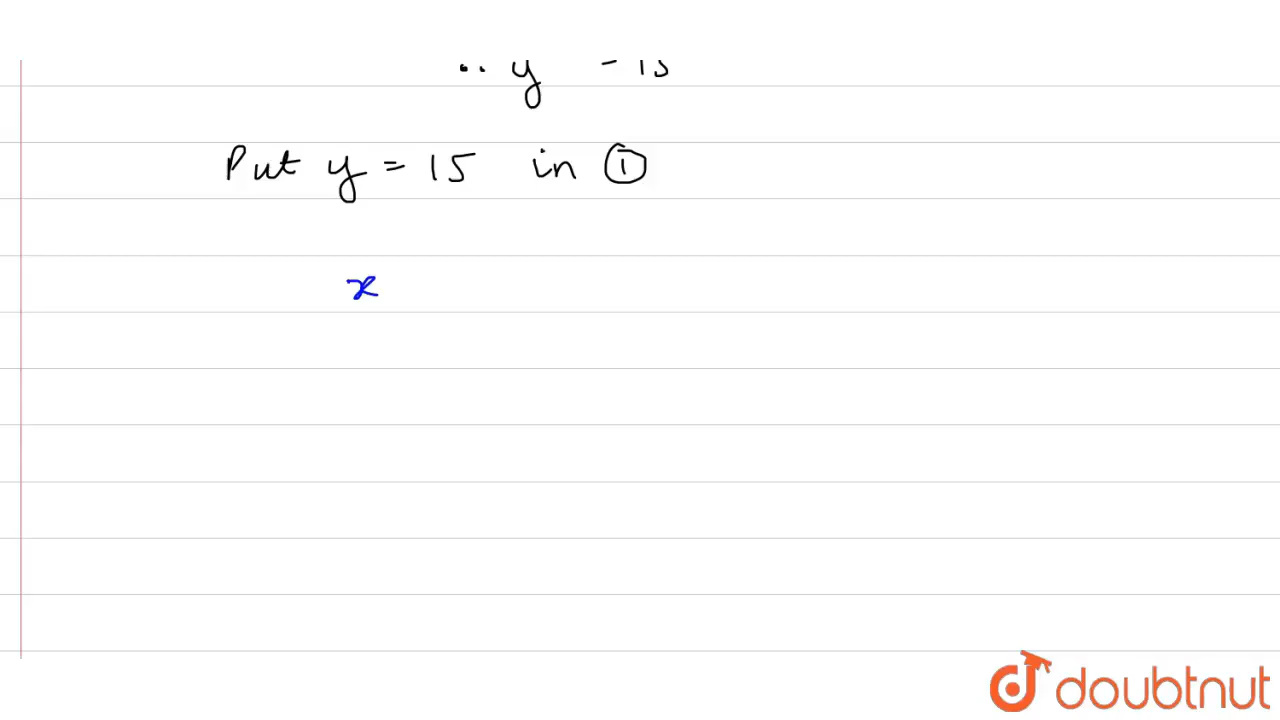 y = 15
Put y = 15 in ①
x
doubtnut